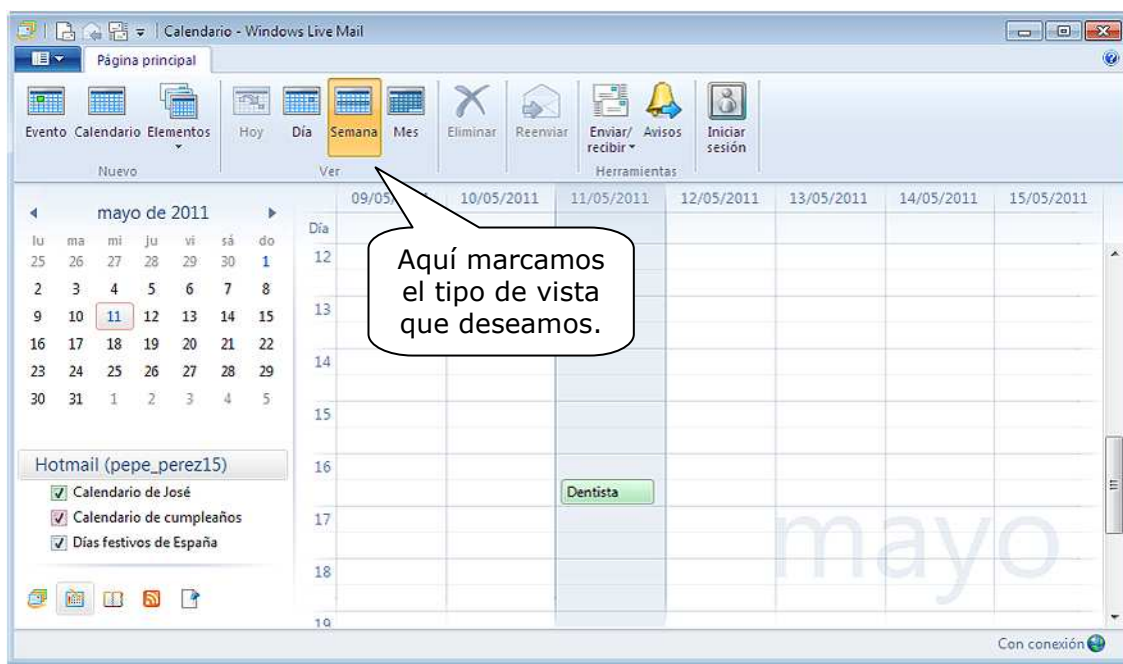 Calendario - Windows Live Mail
Página principal
Evento Calendario Elementos Hoy Día Semana Mes Eliminar Reenviar Enviar/ recibir Avisos Iniciar sesión
Nuevo Ver Herramientas
mayo de 2011
lu ma mi ju vi sá do
25 26 27 28 29 30 1
2 3 4 5 6 7 8
9 10 11 12 13 14 15
16 17 18 19 20 21 22
23 24 25 26 27 28 29
30 31 1 2 3 4 5
Hotmail (pepe_perez15)
Calendario de José
Calendario de cumpleaños
Días festivos de España
10/05/2011 11/05/2011 12/05/2011 13/05/2011 14/05/2011 15/05/2011
Día
12
13
14
15
16
17
18
19
Aquí marcamos
el tipo de vista
que deseamos.
Dentista
mayo
Con conexión